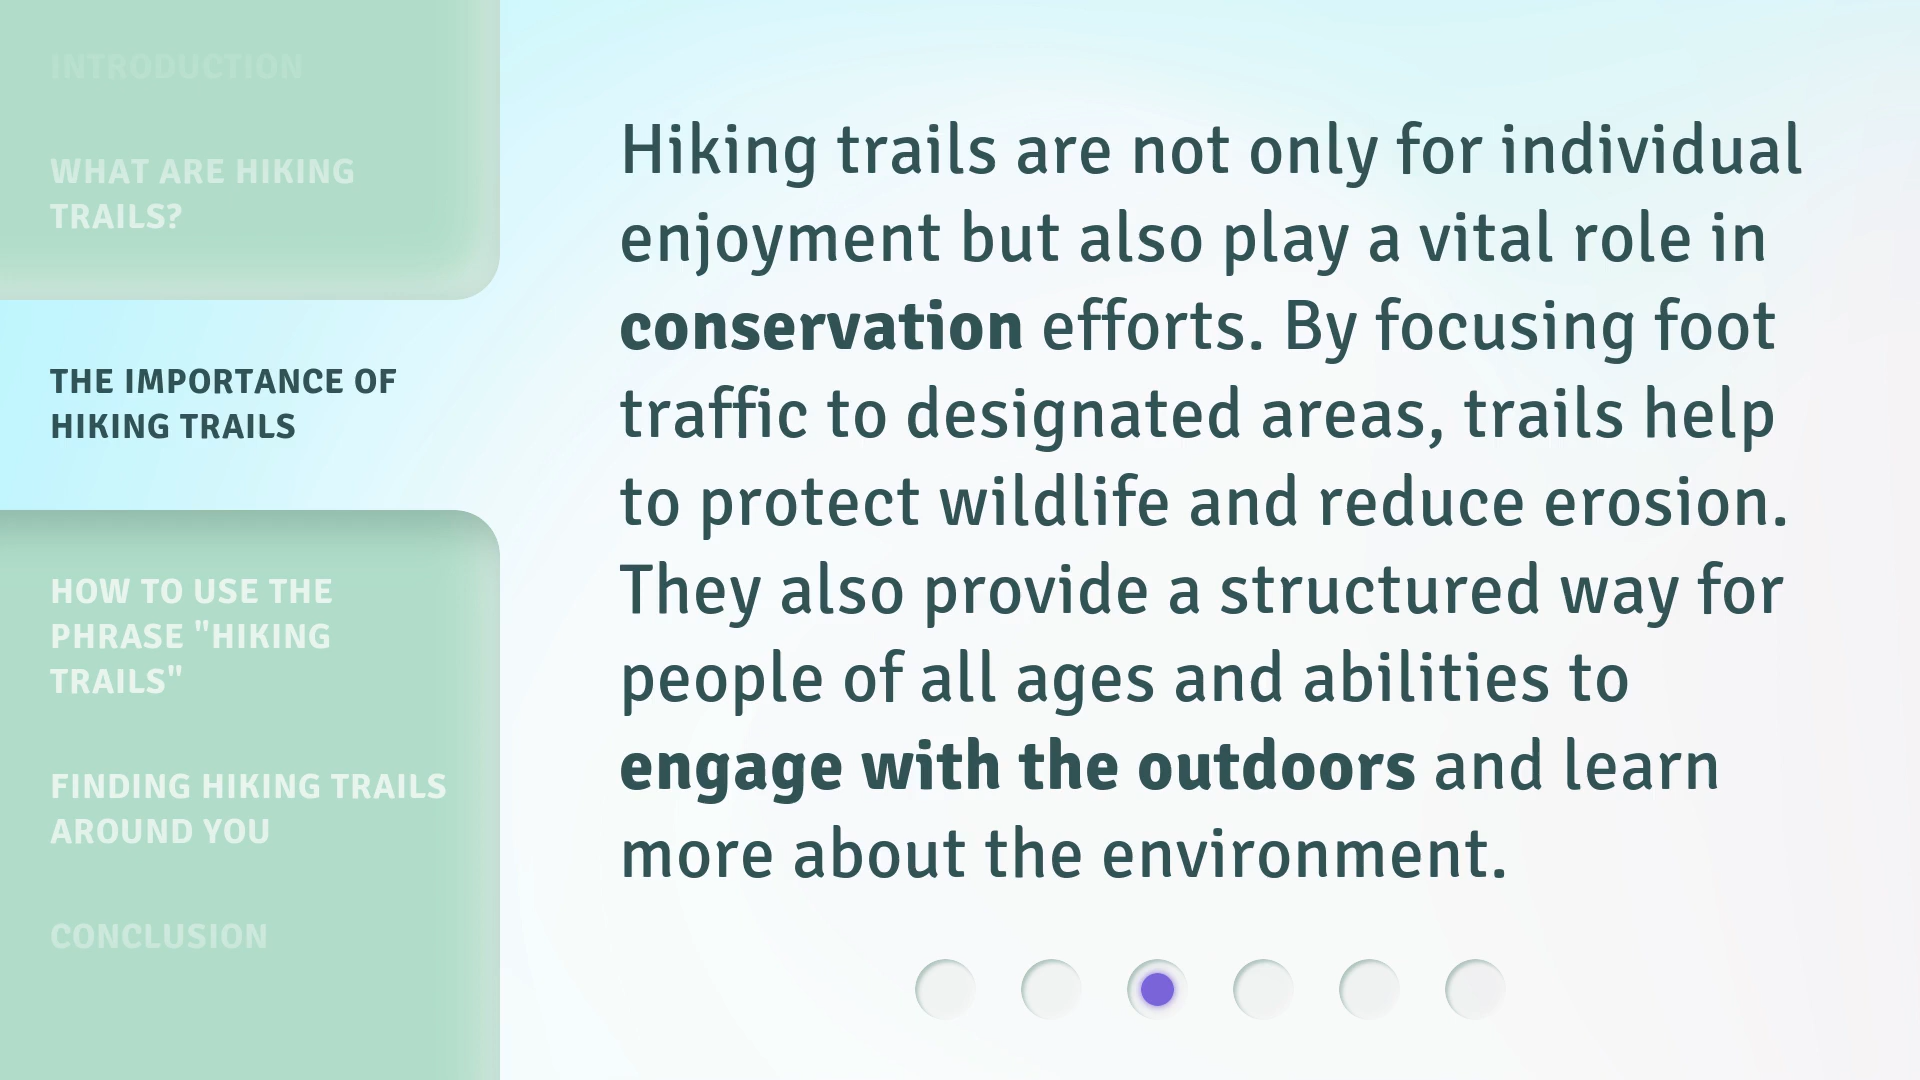 INTRODUCTION
WHAT ARE HIKING
TRAILS?
THE IMPORTANCE OF
HIKING TRAILS
HOW TO USE THE
PHRASE "HIKING
TRAILS"
FINDING HIKING TRAILS
AROUND YOU
CONCLUSION
Hiking trails are not only for individual
enjoyment but also play a vital role in
conservation efforts. By focusing foot
traffic to designated areas, trails help
to protect wildlife and reduce erosion.
They also provide a structured way for
people of all ages and abilities to
engage with the outdoors and learn
more about the environment.